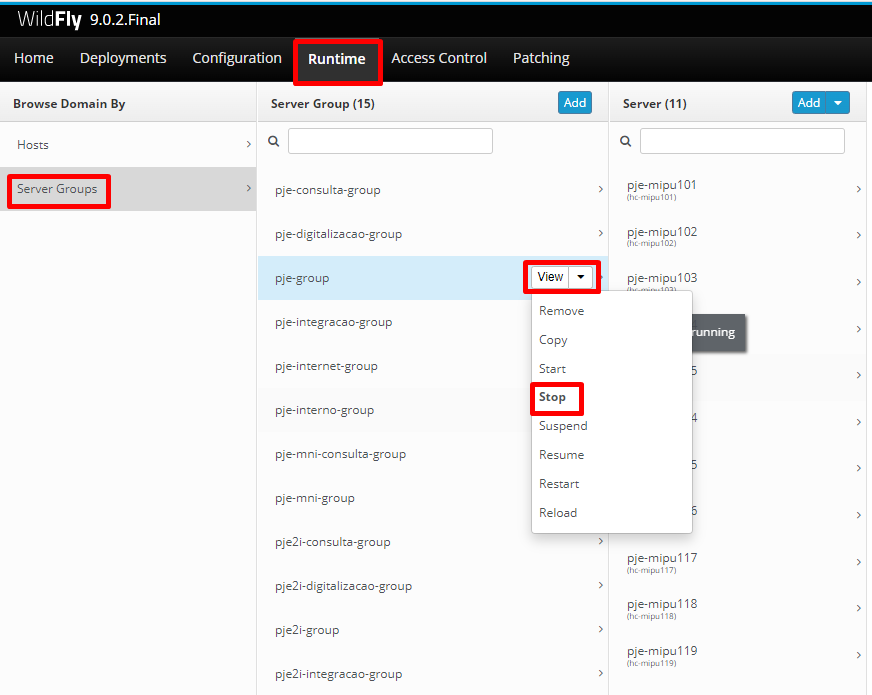 WildFly 9.0.2.Final
Home Deployments Configuration Runtime Access Control Patching
Browse Domain By
Hosts
Server Groups
Server Group (15) Add
pje-consulta-group
pje-digitalizacao-group
pje-group View
pje-integracao-group
pje-internet-group
pje-interno-group
pje-mni-consulta-group
pje-mni-group
pje2i-consulta-group
pje2i-digitalizacao-group
pje2i-group
pje2i-integracao-group
Remove
Copy
Start
Stop
Suspend
Resume
Restart
Reload
Server (11) Add
pje-mipu101
(hc-mipu101)
pje-mipu102
(hc-mipu102)
pje-mipu103
(hc-mipu103)
running
5
4
5
6
pje-mipu117
(hc-mipu117)
pje-mipu118
(hc-mipu118)
pje-mipu119
(hc-mipu119)